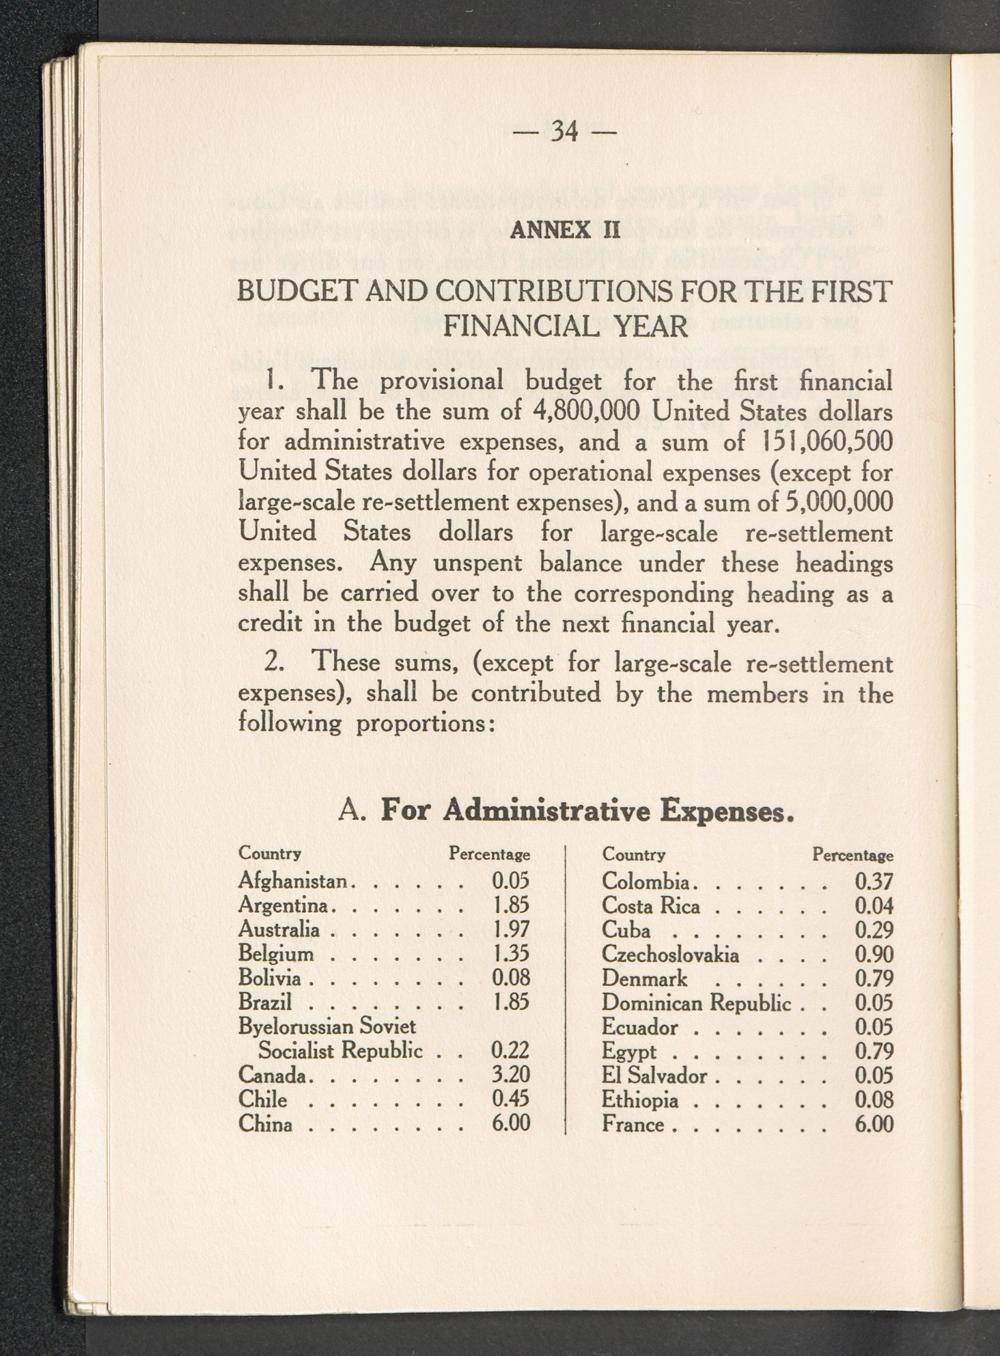 — 34 —
ANNEX II
BUDGET AND CONTRIBUTIONS FOR THE FIRST
FINANCIAL YEAR
1. The provisional budget for the first financial
year shall be the sum of 4,800,000 United States dollars
for administrative expenses, and a sum of 151,060,500
United States dollars for operational expenses (except for
large-scale re-settlement expenses), and a sum of 5,000,000
United States dollars for large-scale re-settlement
expenses. Any unspent balance under these headings
shall be carried over to the corresponding heading as a
credit in the budget of the next financial year.
2. These sums, (except for large-scale re-settlement
expenses), shall be contributed by the members in the
following proportions:
A. For Administrative Expenses.
Country Percentage
Afghanistan. . . . . . 0.05
Argentina. . . . . . . 1.85
Australia . . . . . . . 1.97
Belgium . . . . . . . 1.35
Bolivia . . . . . . . . 0.08
Brazil . . . . . . . . 1.85
Byelorussian Soviet
Socialist Republic . . 0.22
Canada. . . . . . . . 3.20
Chile . . . . . . . . 0.45
China . . . . . . . . 6.00
Country Percentage
Colombia. . . . . . . 0.37
Costa Rica . . . . . . 0.04
Cuba . . . . . . . . 0.29
Czechoslovakia . . . . 0.90
Denmark . . . . . . 0.79
Dominican Republic . . 0.05
Ecuador . . . . . . . 0.05
Egypt . . . . . . . . 0.79
El Salvador . . . . . . 0.05
Ethiopia . . . . . . . 0.08
France . . . . . . . . 6.00